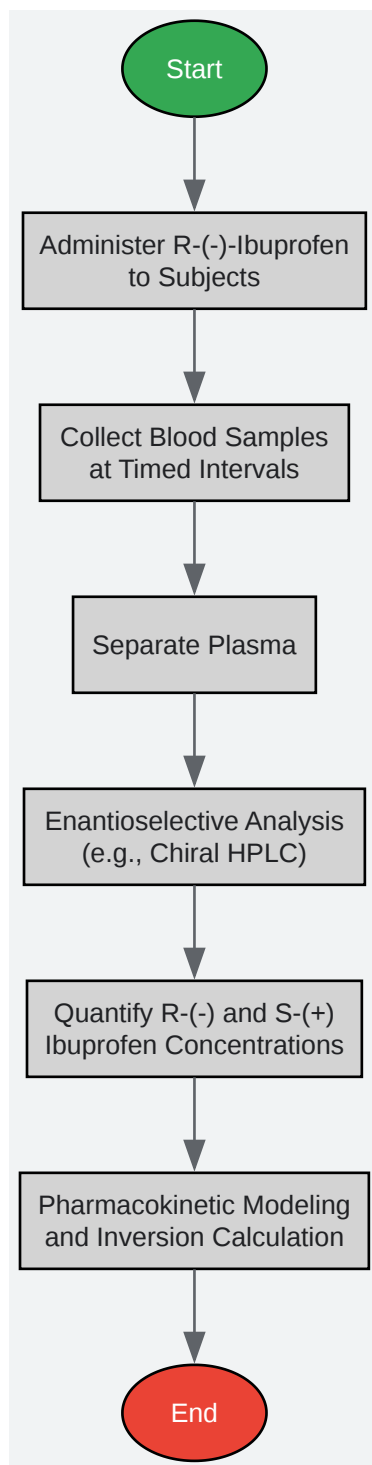 Start
Administer R-(-)-Ibuprofen
to Subjects
Collect Blood Samples
at Timed Intervals
Separate Plasma
Enantioselective Analysis
(e.g., Chiral HPLC)
Quantify R-(-) and S-(+)
Ibuprofen Concentrations
Pharmacokinetic Modeling
and Inversion Calculation
End